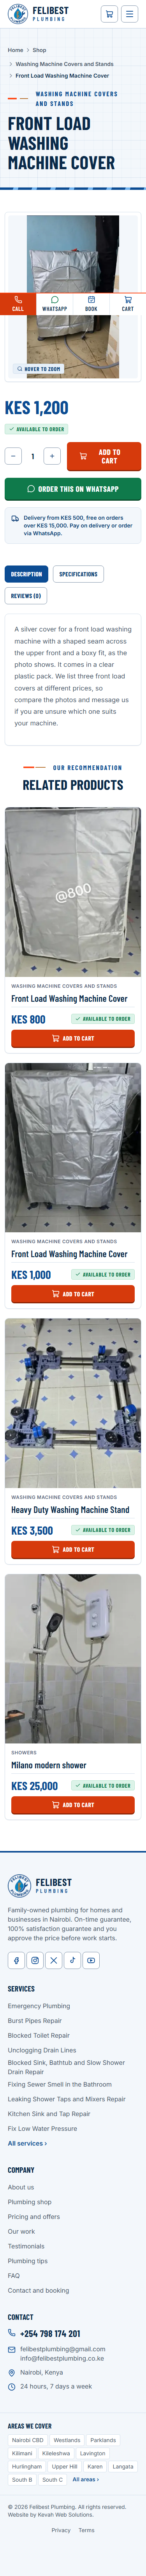 FELIBEST
PLUMBING
Home › Shop
› Washing Machine Covers and Stands
› Front Load Washing Machine Cover
WASHING MACHINE COVERS
AND STANDS
FRONT LOAD
WASHING
MACHINE COVER
CALL
WHATSAPP
BOOK
CART
HOVER TO ZOOM
KES 1,200
AVAILABLE TO ORDER
− 1 +
ADD TO
CART
ORDER THIS ON WHATSAPP
Delivery from KES 500, free on orders
over KES 15,000. Pay on delivery or order
via WhatsApp.
DESCRIPTION
SPECIFICATIONS
REVIEWS (0)
A silver cover for a front load washing
machine with a shaped seam across
the upper front and a boxy fit, as the
photo shows. It comes in a clear
plastic pack. We list these front load
covers at different prices, so
compare the photos and message us
if you are unsure which one suits
your machine.
OUR RECOMMENDATION
RELATED PRODUCTS
@800
WASHING MACHINE COVERS AND STANDS
Front Load Washing Machine Cover
KES 800
AVAILABLE TO ORDER
ADD TO CART
WASHING MACHINE COVERS AND STANDS
Front Load Washing Machine Cover
KES 1,000
AVAILABLE TO ORDER
ADD TO CART
WASHING MACHINE COVERS AND STANDS
Heavy Duty Washing Machine Stand
KES 3,500
AVAILABLE TO ORDER
ADD TO CART
SHOWERS
Milano modern shower
KES 25,000
AVAILABLE TO ORDER
ADD TO CART
FELIBEST
PLUMBING
Family-owned plumbing for homes and
businesses in Nairobi. On-time guarantee,
100% satisfaction guarantee and you
approve the price before work starts.
SERVICES
Emergency Plumbing
Burst Pipes Repair
Blocked Toilet Repair
Unclogging Drain Lines
Blocked Sink, Bathtub and Slow Shower
Drain Repair
Fixing Sewer Smell in the Bathroom
Leaking Shower Taps and Mixers Repair
Kitchen Sink and Tap Repair
Fix Low Water Pressure
All services ›
COMPANY
About us
Plumbing shop
Pricing and offers
Our work
Testimonials
Plumbing tips
FAQ
Contact and booking
CONTACT
+254 798 174 201
felibestplumbing@gmail.com
info@felibestplumbing.co.ke
Nairobi, Kenya
24 hours, 7 days a week
AREAS WE COVER
Nairobi CBD Westlands Parklands
Kilimani Kileleshwa Lavington
Hurlingham Upper Hill Karen Langata
South B South C All areas ›
© 2026 Felibest Plumbing. All rights reserved.
Website by Kavah Web Solutions.
Privacy Terms